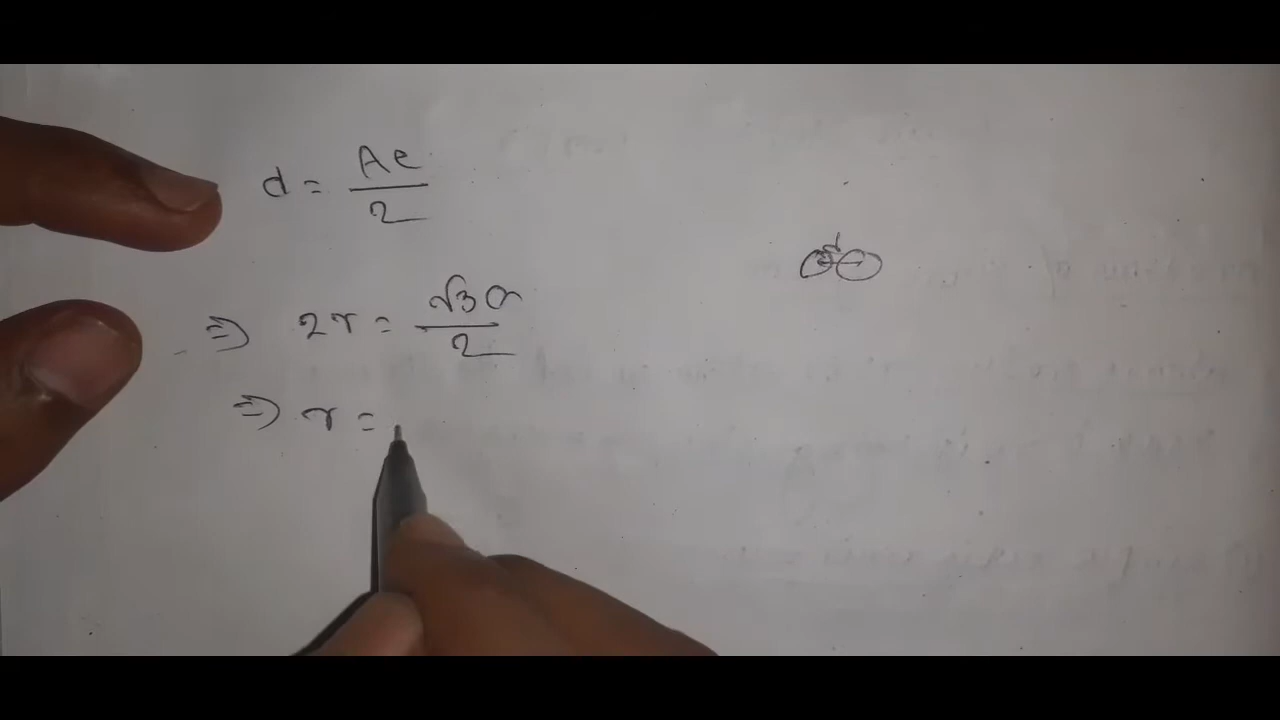 d = Ae/2
d
⇒ 2r = √3a/2
⇒ r =